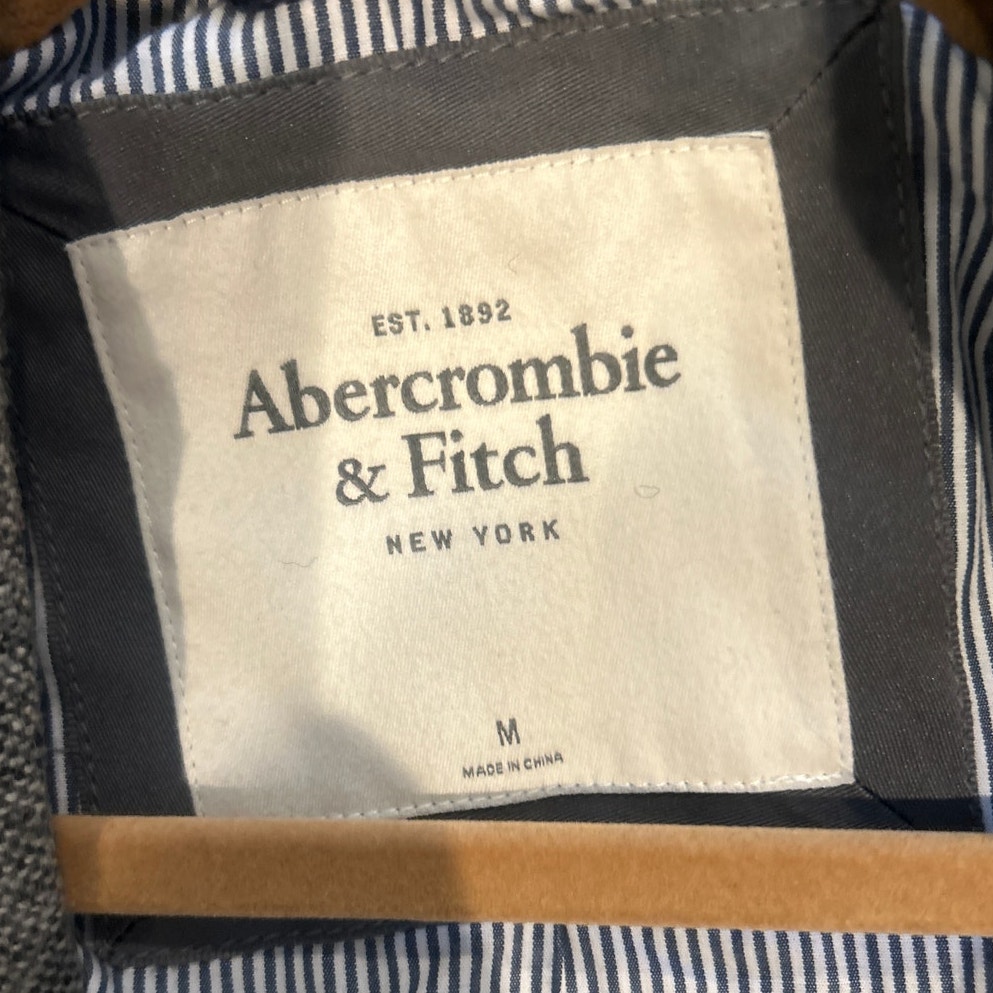 EST. 1892
Abercrombie
& Fitch
NEW YORK
M
MADE IN CHINA